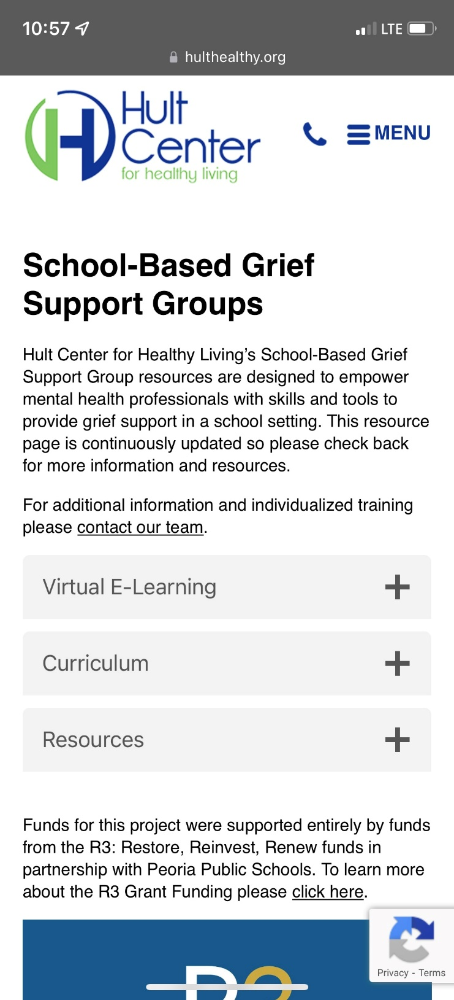 10:57
LTE
hulthealthy.org
Hult
Center
for healthy living
MENU
School-Based Grief
Support Groups
Hult Center for Healthy Living’s School-Based Grief
Support Group resources are designed to empower
mental health professionals with skills and tools to
provide grief support in a school setting. This resource
page is continuously updated so please check back
for more information and resources.
For additional information and individualized training
please contact our team.
Virtual E-Learning
Curriculum
Resources
Funds for this project were supported entirely by funds
from the R3: Restore, Reinvest, Renew funds in
partnership with Peoria Public Schools. To learn more
about the R3 Grant Funding please click here.
Privacy - Terms